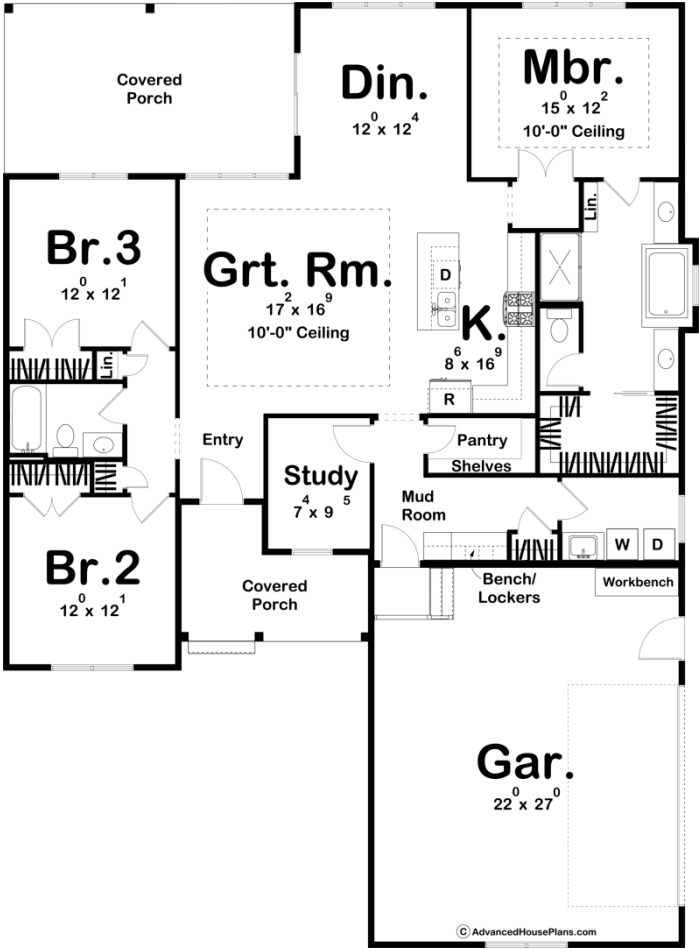 Covered
Porch
Din.
12⁰ x 12⁴
Mbr.
15⁰ x 12²
10'-0" Ceiling
Br.3
12⁰ x 12¹
Lin.
Grt. Rm.
17² x 16⁹
10'-0" Ceiling
D
K.
8⁶ x 16⁹
R
Lin.
Entry
Study
7⁴ x 9⁵
Pantry
Shelves
Mud
Room
W
D
Bench/
Lockers
Workbench
Br.2
12⁰ x 12¹
Covered
Porch
Gar.
22⁰ x 27⁰
© AdvancedHousePlans.com